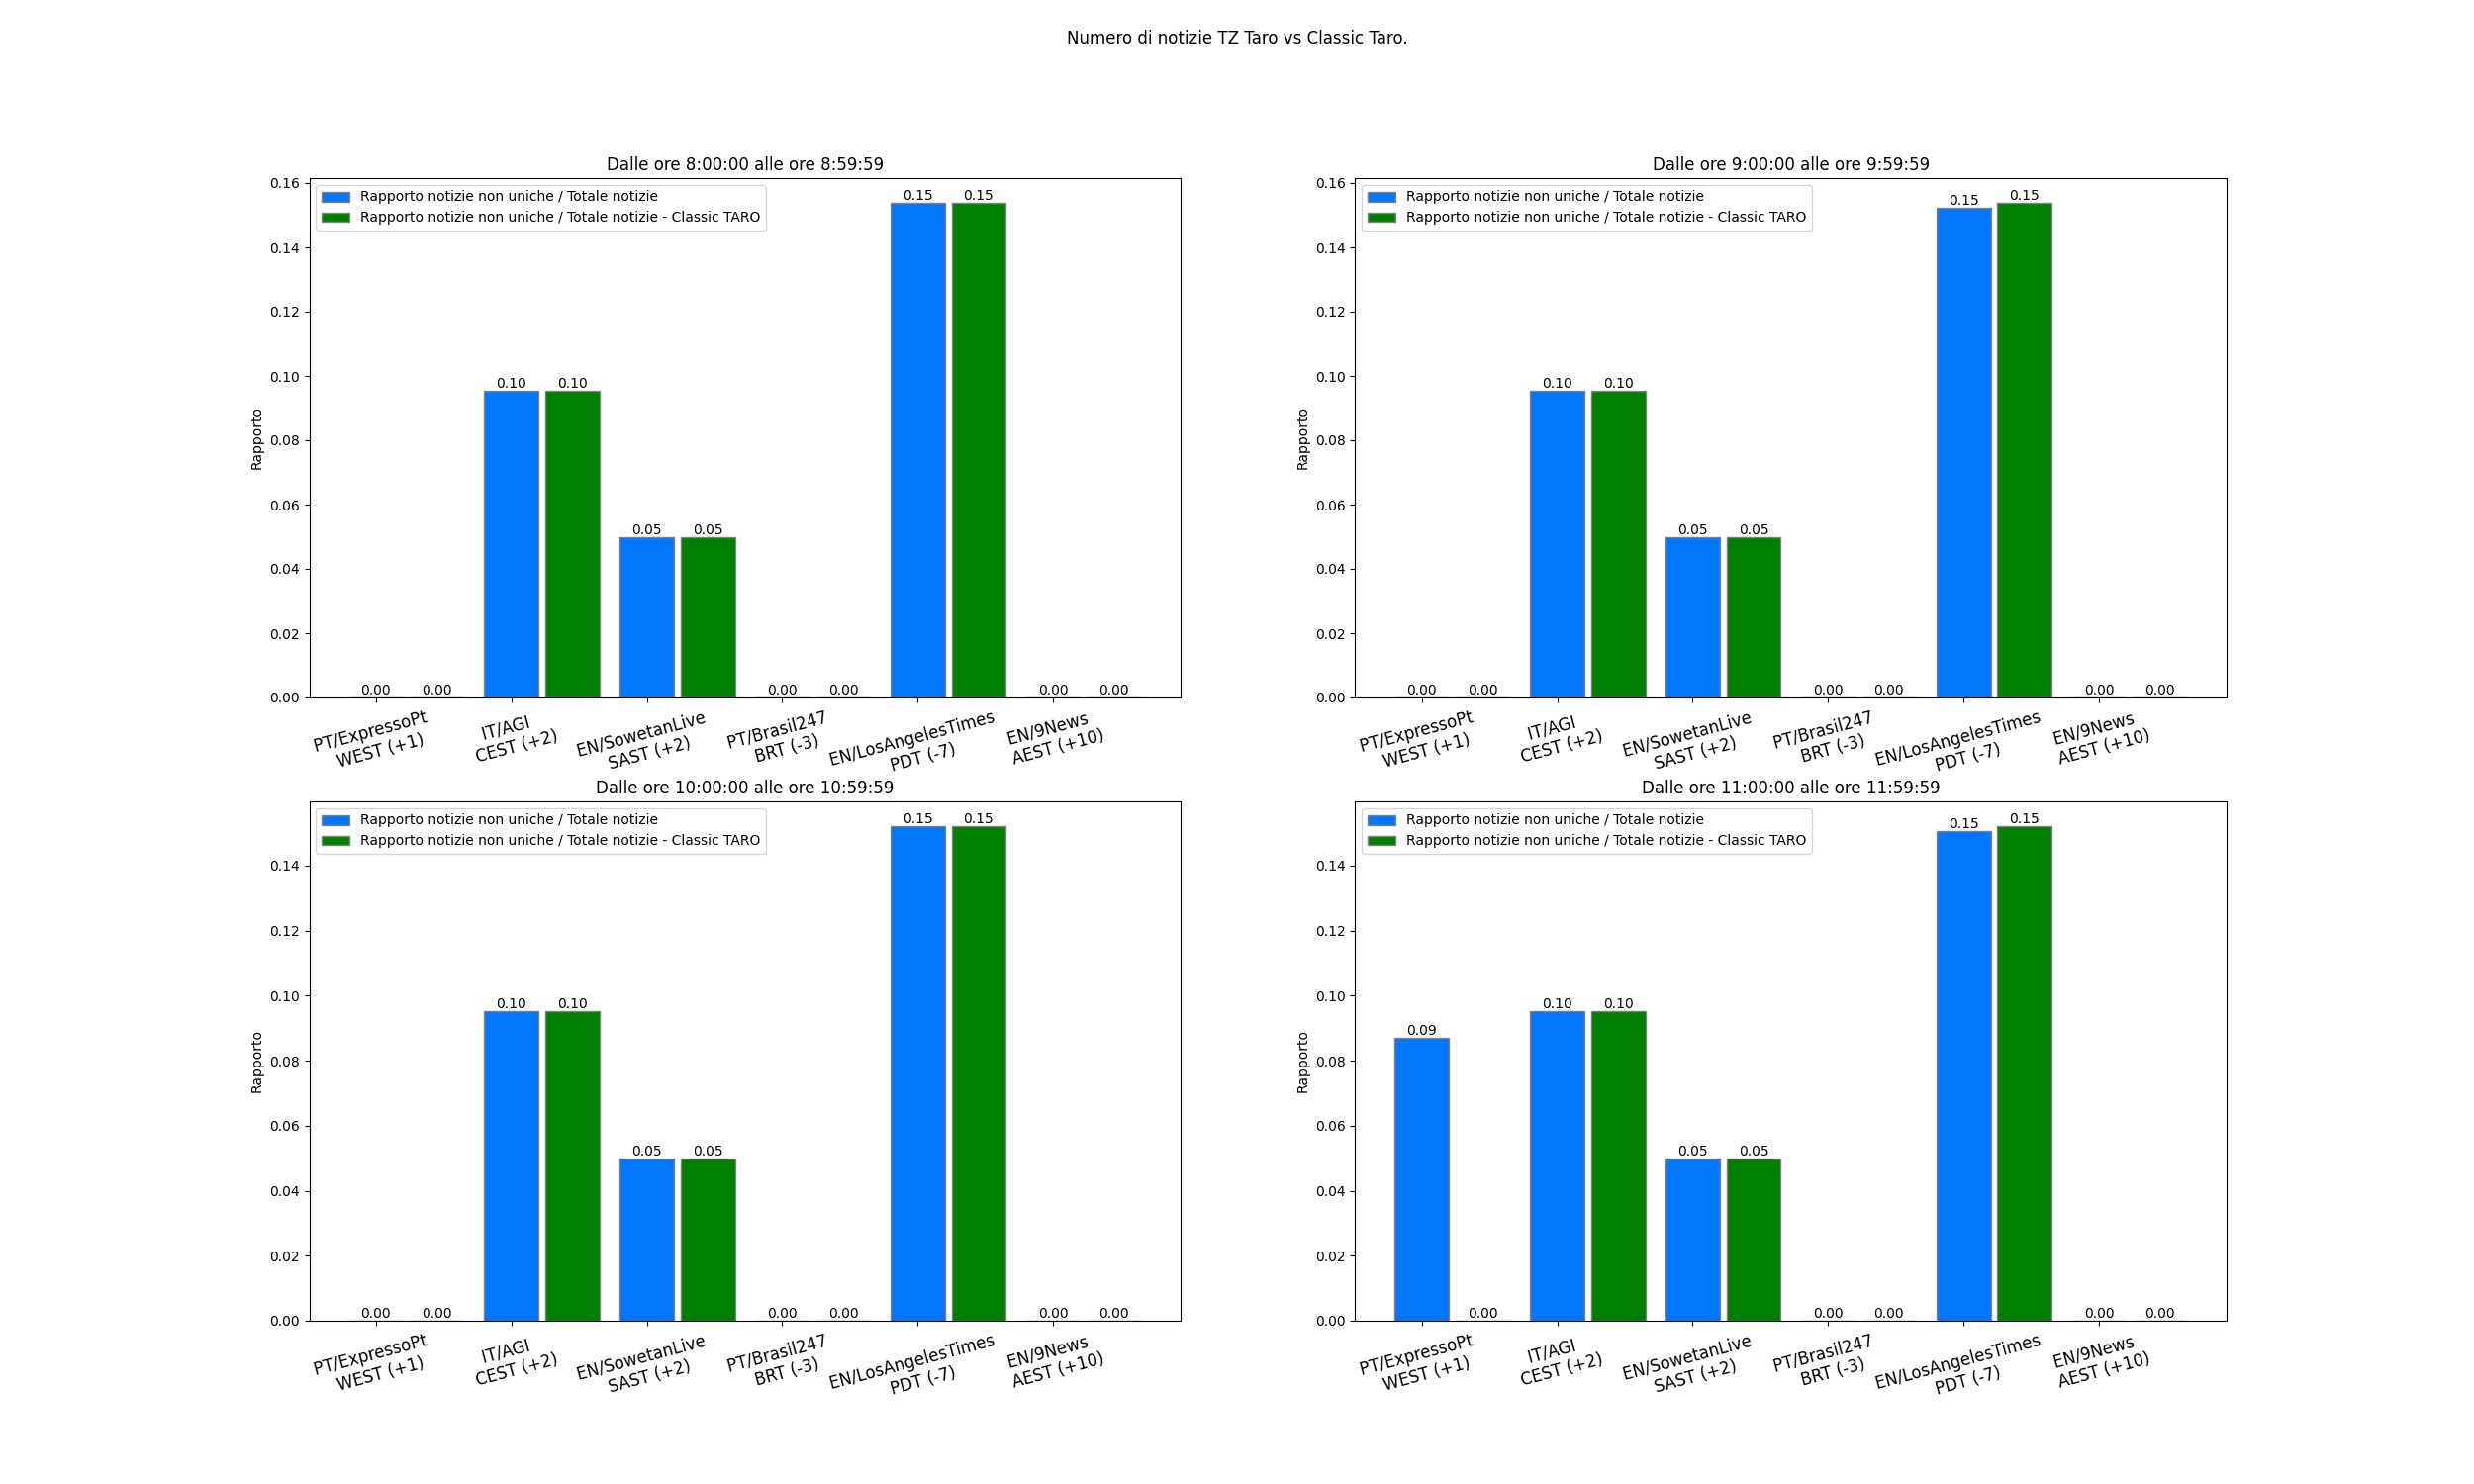 Numero di notizie TZ Taro vs Classic Taro.
Dalle ore 8:00:00 alle ore 8:59:59
Rapporto notizie non uniche / Totale notizie
Rapporto notizie non uniche / Totale notizie - Classic TARO
Rapporto
0.16
0.14
0.12
0.10
0.08
0.06
0.04
0.02
0.00
0.00 0.00 0.10 0.10 0.05 0.05 0.00 0.00 0.15 0.15 0.00 0.00
PT/ExpressoPt
WEST (+1)
IT/AGI
CEST (+2)
EN/SowetanLive
SAST (+2)
PT/Brasil247
BRT (-3)
EN/LosAngelesTimes
PDT (-7)
EN/9News
AEST (+10)
Dalle ore 9:00:00 alle ore 9:59:59
Rapporto notizie non uniche / Totale notizie
Rapporto notizie non uniche / Totale notizie - Classic TARO
Rapporto
0.16
0.14
0.12
0.10
0.08
0.06
0.04
0.02
0.00
0.00 0.00 0.10 0.10 0.05 0.05 0.00 0.00 0.15 0.15 0.00 0.00
PT/ExpressoPt
WEST (+1)
IT/AGI
CEST (+2)
EN/SowetanLive
SAST (+2)
PT/Brasil247
BRT (-3)
EN/LosAngelesTimes
PDT (-7)
EN/9News
AEST (+10)
Dalle ore 10:00:00 alle ore 10:59:59
Rapporto notizie non uniche / Totale notizie
Rapporto notizie non uniche / Totale notizie - Classic TARO
Rapporto
0.14
0.12
0.10
0.08
0.06
0.04
0.02
0.00
0.00 0.00 0.10 0.10 0.05 0.05 0.00 0.00 0.15 0.15 0.00 0.00
PT/ExpressoPt
WEST (+1)
IT/AGI
CEST (+2)
EN/SowetanLive
SAST (+2)
PT/Brasil247
BRT (-3)
EN/LosAngelesTimes
PDT (-7)
EN/9News
AEST (+10)
Dalle ore 11:00:00 alle ore 11:59:59
Rapporto notizie non uniche / Totale notizie
Rapporto notizie non uniche / Totale notizie - Classic TARO
Rapporto
0.14
0.12
0.10
0.08
0.06
0.04
0.02
0.00
0.09 0.00 0.10 0.10 0.05 0.05 0.00 0.00 0.15 0.15 0.00 0.00
PT/ExpressoPt
WEST (+1)
IT/AGI
CEST (+2)
EN/SowetanLive
SAST (+2)
PT/Brasil247
BRT (-3)
EN/LosAngelesTimes
PDT (-7)
EN/9News
AEST (+10)